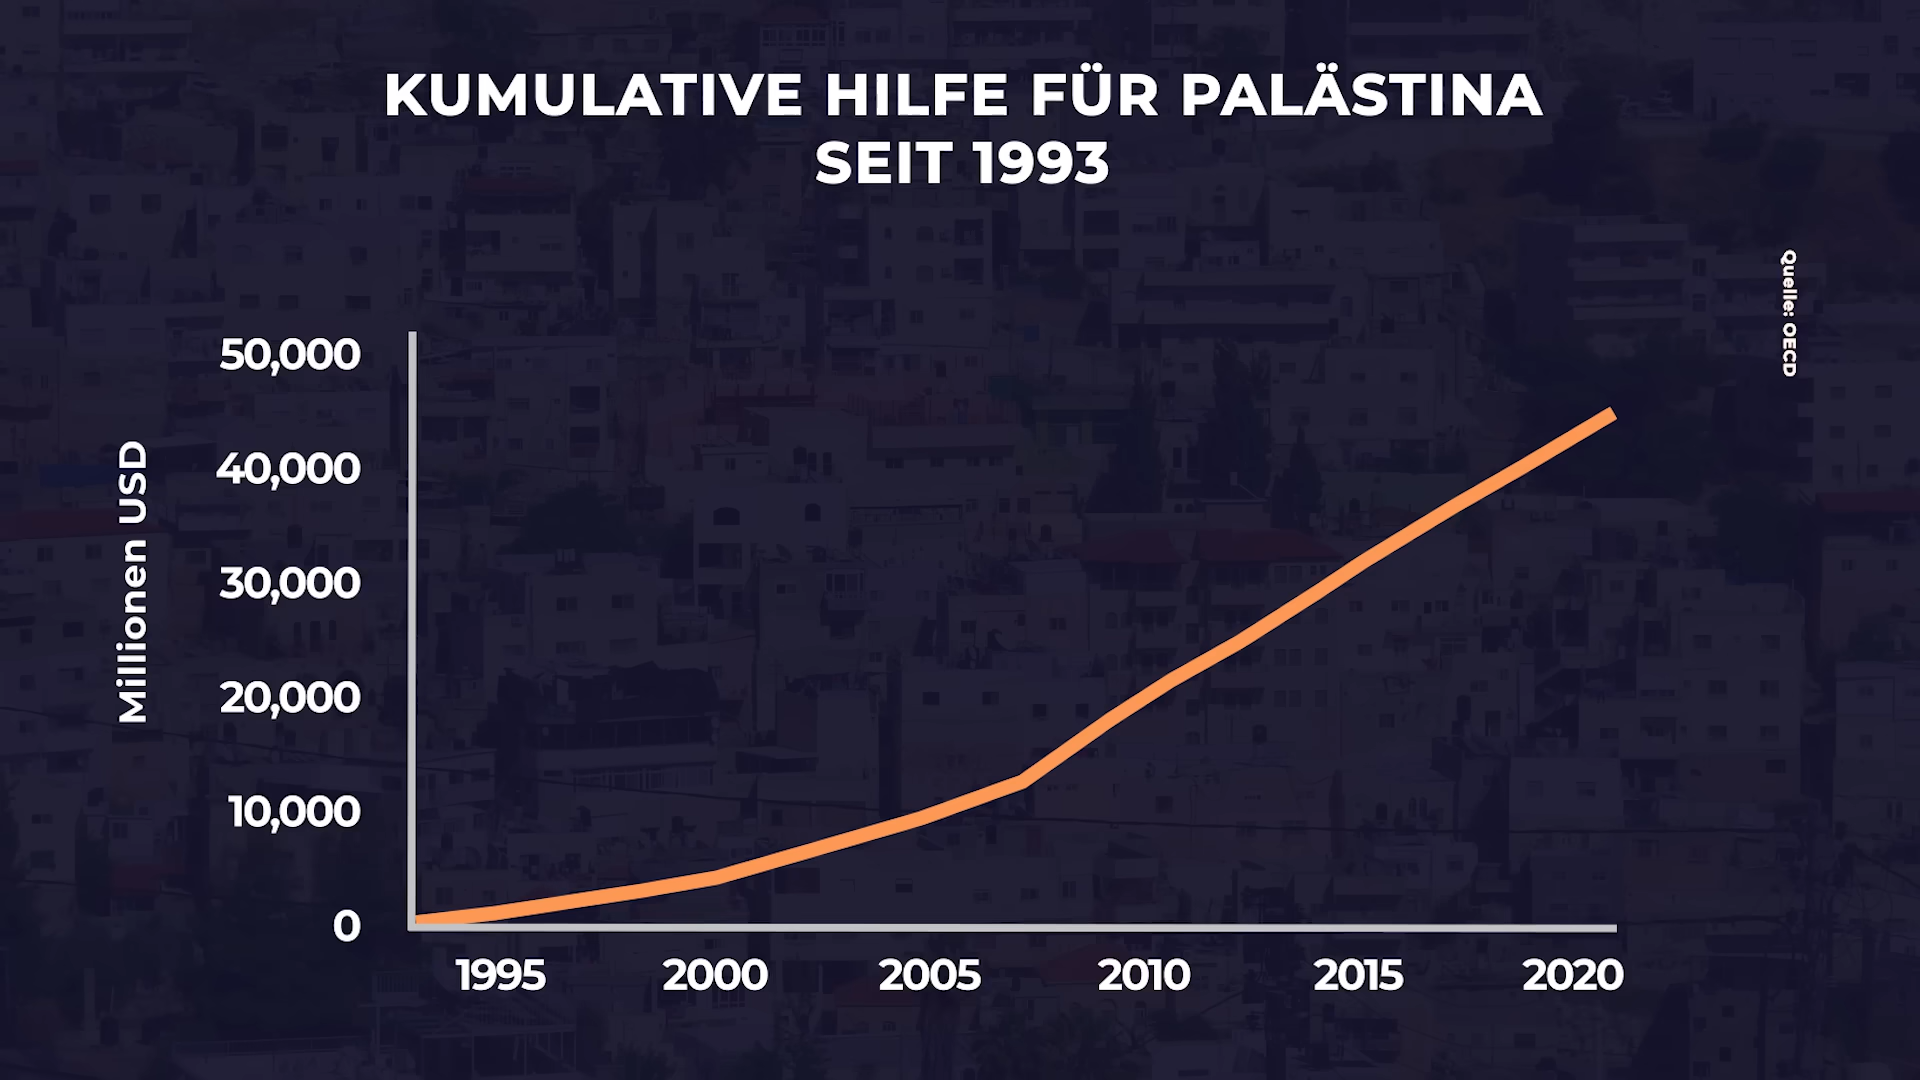 KUMULATIVE HILFE FÜR PALÄSTINA
SEIT 1993
Quelle: OECD
Millionen USD
50,000
40,000
30,000
20,000
10,000
0
1995 2000 2005 2010 2015 2020